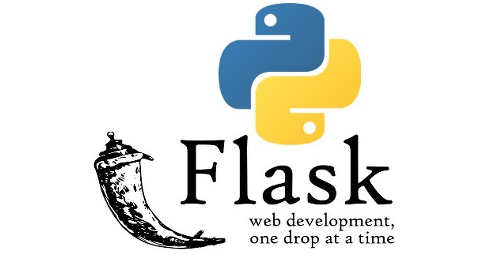 Flask
web development,
one drop at a time